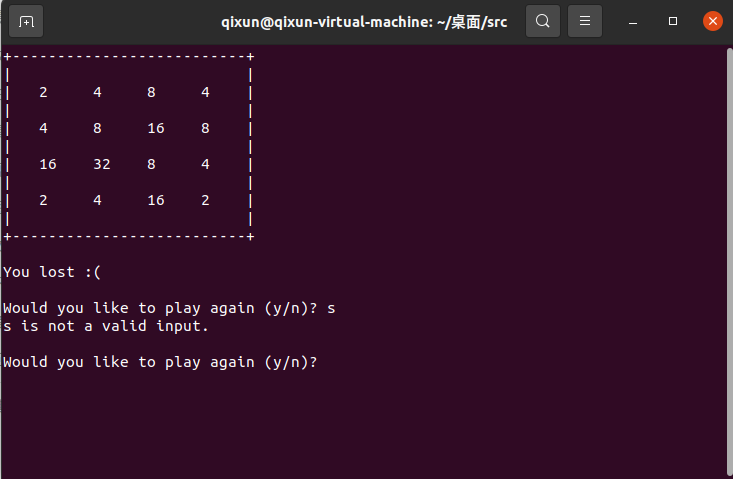 qixun@qixun-virtual-machine: ~/桌面/src
+--------------------------+
|                          |
|   2     4     8     4    |
|                          |
|   4     8     16    8    |
|                          |
|   16    32    8     4    |
|                          |
|   2     4     16    2    |
|                          |
+--------------------------+
You lost :(
Would you like to play again (y/n)? s
s is not a valid input.
Would you like to play again (y/n)?